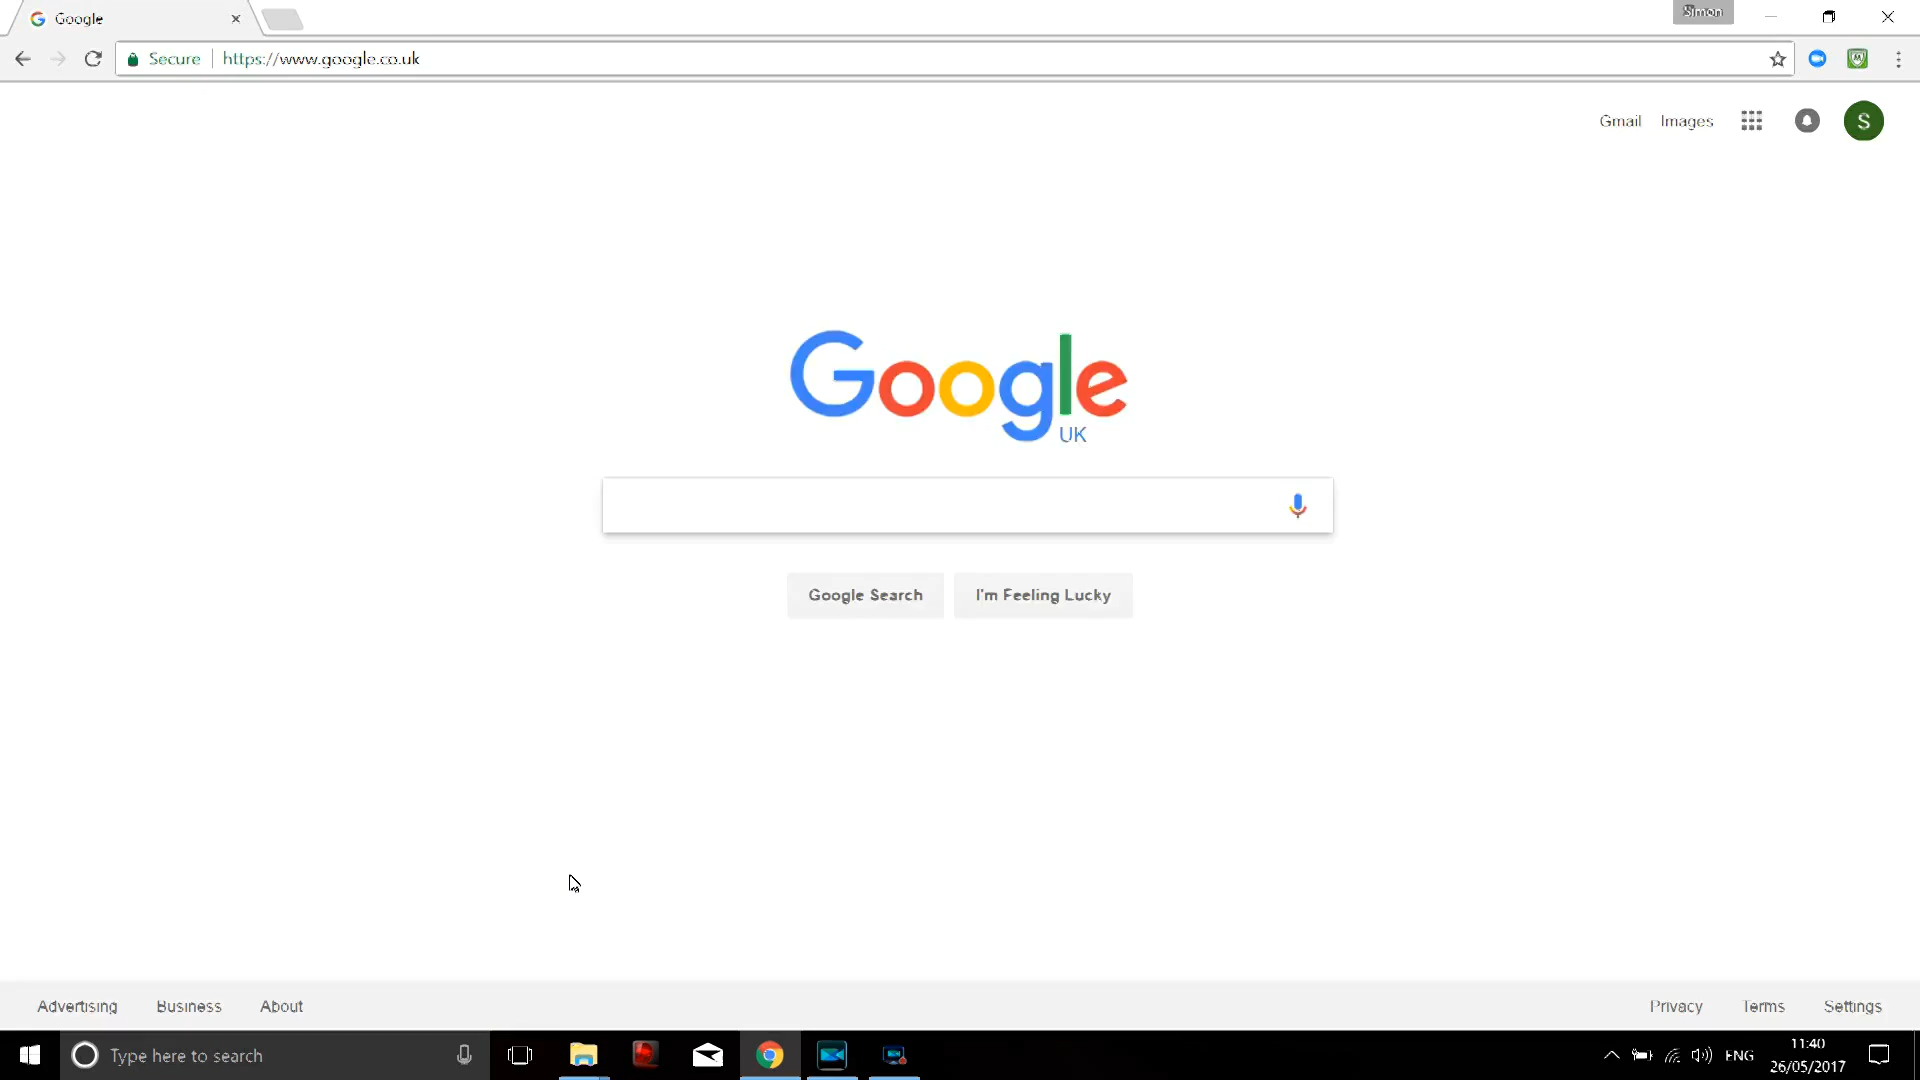 Google
Simon
Secure
https://www.google.co.uk
Gmail
Images
S
Google
UK
Google Search
I'm Feeling Lucky
Advertising
Business
About
Privacy
Terms
Settings
Type here to search
ENG
11:40
26/05/2017